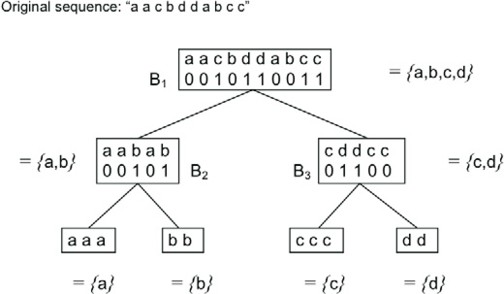 Original sequence: "a a c b d d a b c c"
a a c b d d a b c c
B1 0 0 1 0 1 1 0 0 1 1
= {a,b,c,d}
= {a,b}
a a b a b
0 0 1 0 1 B2
c d d c c
B3 0 1 1 0 0
= {c,d}
a a a
b b
c c c
d d
= {a}
= {b}
= {c}
= {d}